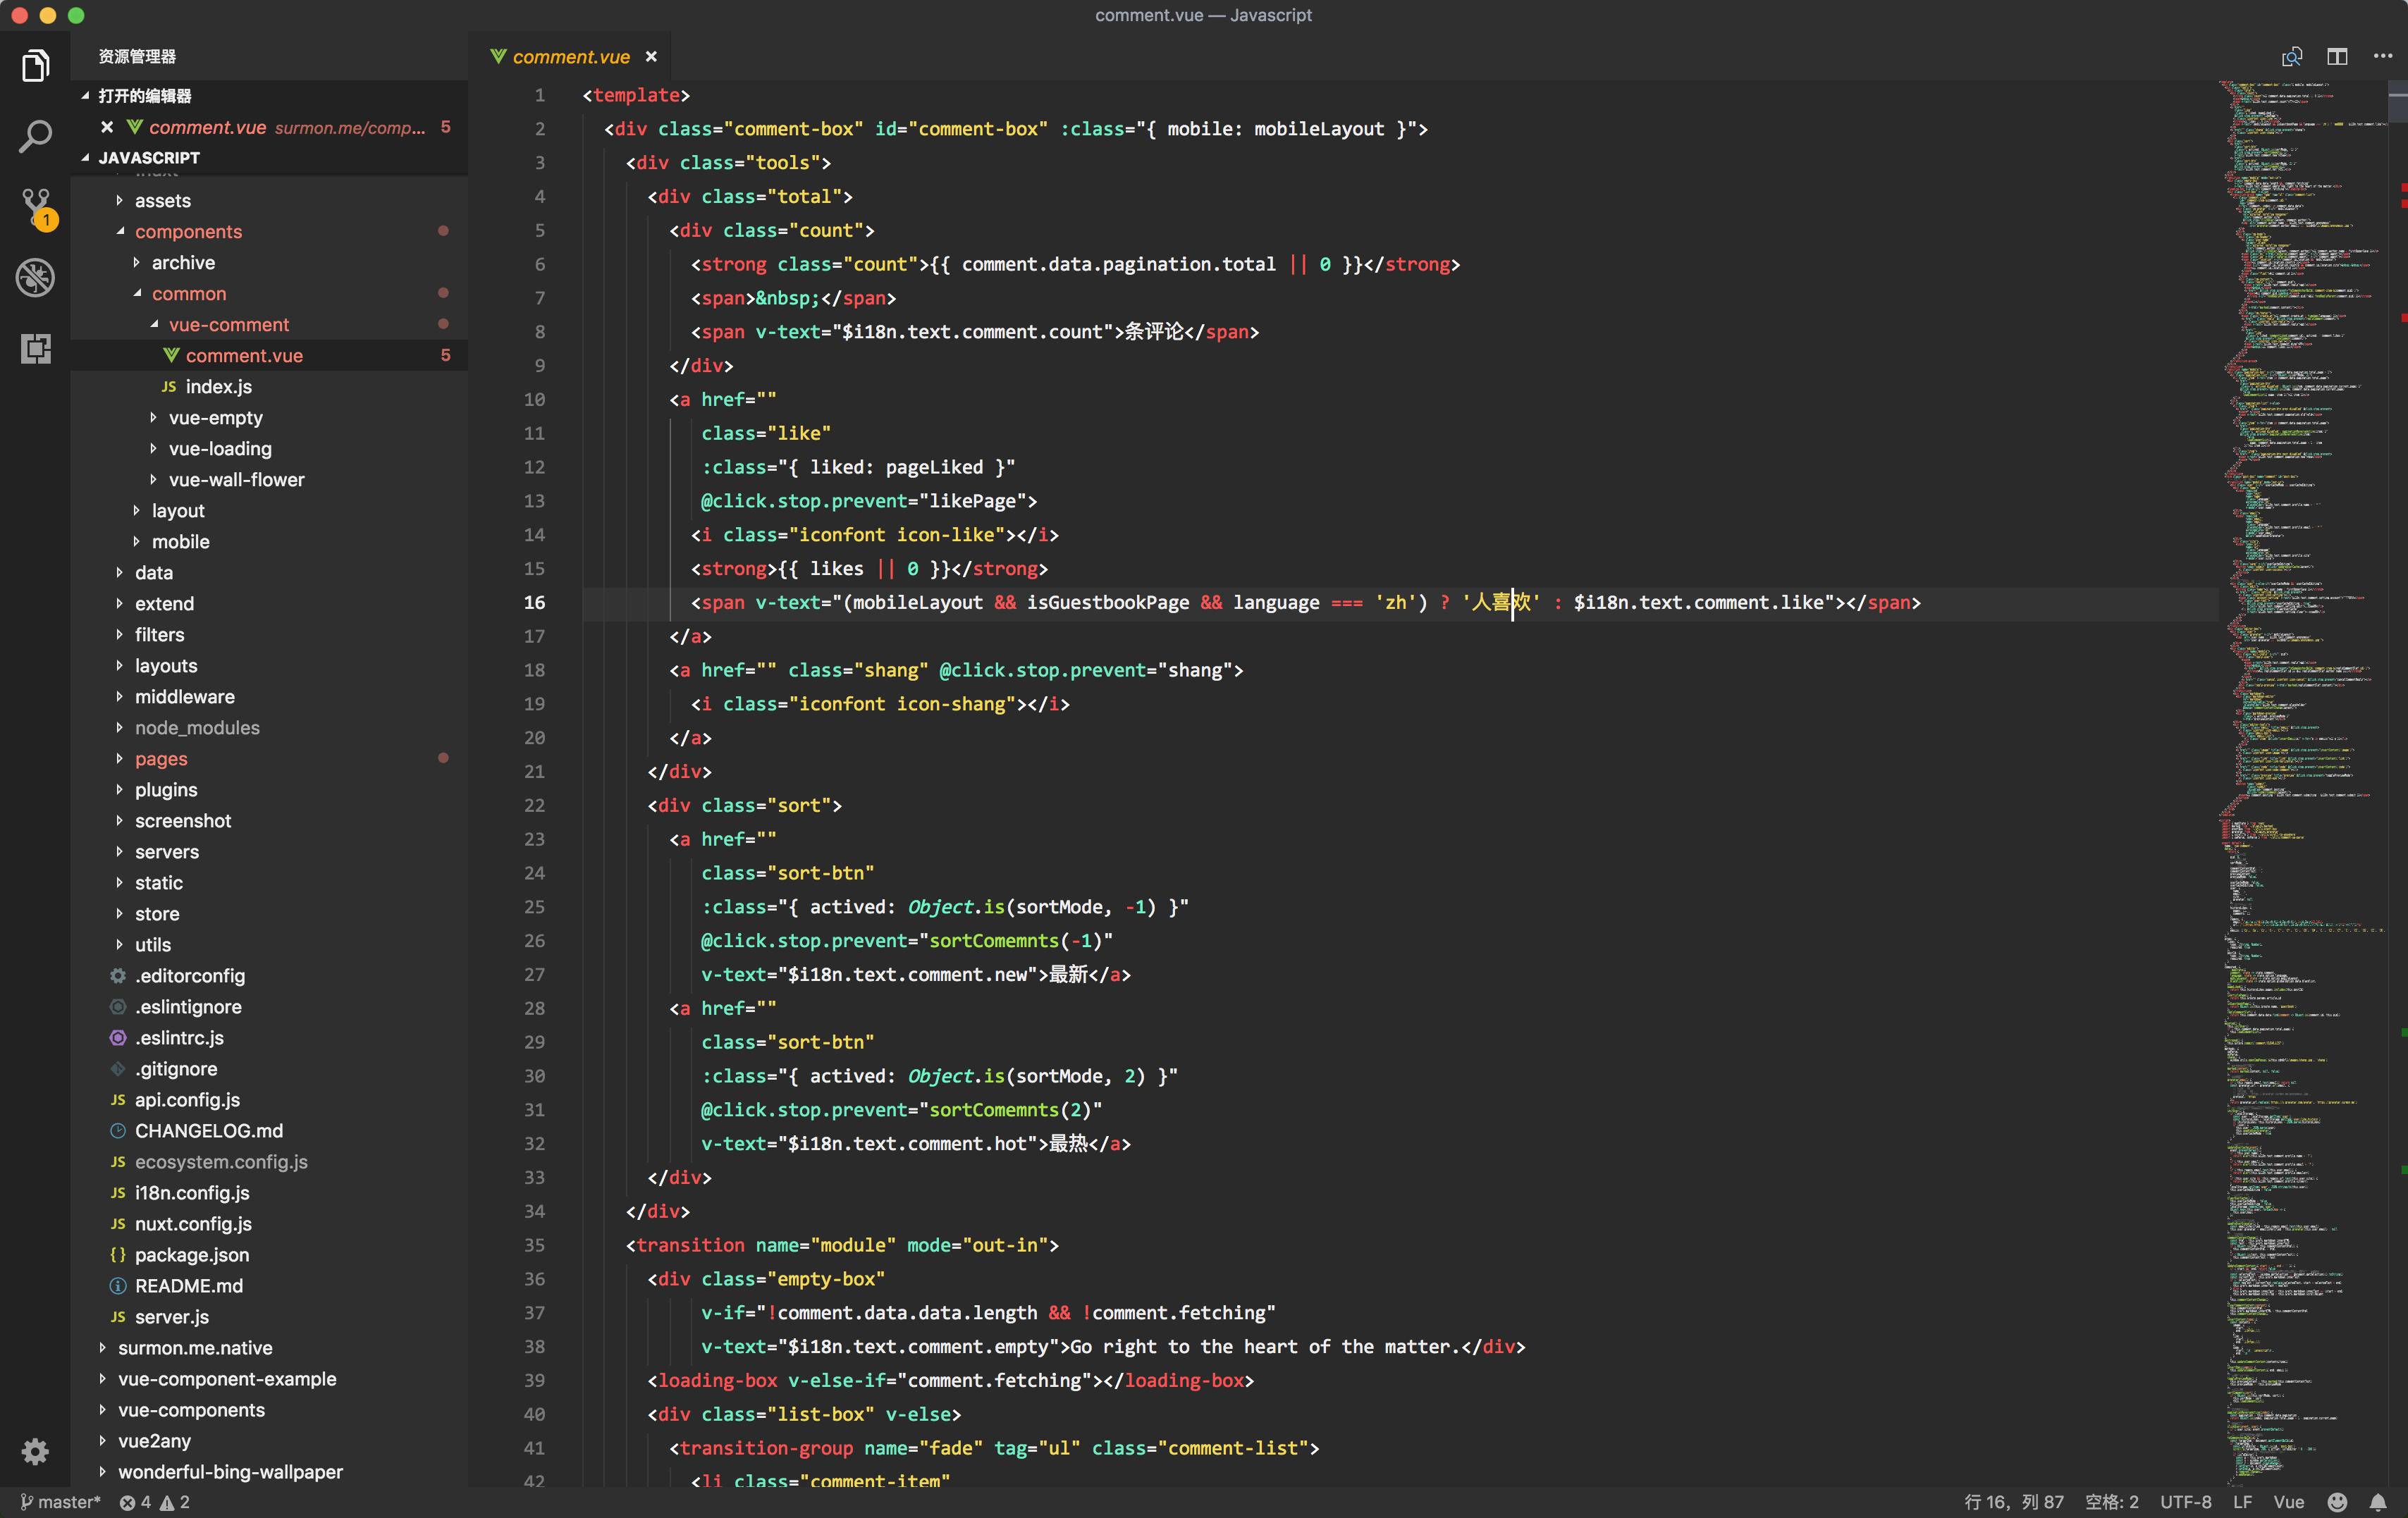 comment.vue — Javascript
资源管理器
打开的编辑器
comment.vue surmon.me/comp... 5
JAVASCRIPT
assets
components
archive
common
vue-comment
comment.vue 5
JS index.js
vue-empty
vue-loading
vue-wall-flower
layout
mobile
data
extend
filters
layouts
middleware
node_modules
pages
plugins
screenshot
servers
static
store
utils
.editorconfig
.eslintignore
.eslintrc.js
.gitignore
JS api.config.js
CHANGELOG.md
JS ecosystem.config.js
JS i18n.config.js
JS nuxt.config.js
{} package.json
README.md
JS server.js
surmon.me.native
vue-component-example
vue-components
vue2any
wonderful-bing-wallpaper
1
comment.vue
1 <template>
2 <div class="comment-box" id="comment-box" :class="{ mobile: mobileLayout }">
3 <div class="tools">
4 <div class="total">
5 <div class="count">
6 <strong class="count">{{ comment.data.pagination.total || 0 }}</strong>
7 <span>&nbsp;</span>
8 <span v-text="$i18n.text.comment.count">条评论</span>
9 </div>
10 <a href=""
11 class="like"
12 :class="{ liked: pageLiked }"
13 @click.stop.prevent="likePage">
14 <i class="iconfont icon-like"></i>
15 <strong>{{ likes || 0 }}</strong>
16 <span v-text="(mobileLayout && isGuestbookPage && language === 'zh') ? '人喜欢' : $i18n.text.comment.like"></span>
17 </a>
18 <a href="" class="shang" @click.stop.prevent="shang">
19 <i class="iconfont icon-shang"></i>
20 </a>
21 </div>
22 <div class="sort">
23 <a href=""
24 class="sort-btn"
25 :class="{ actived: Object.is(sortMode, -1) }"
26 @click.stop.prevent="sortComemnts(-1)"
27 v-text="$i18n.text.comment.new">最新</a>
28 <a href=""
29 class="sort-btn"
30 :class="{ actived: Object.is(sortMode, 2) }"
31 @click.stop.prevent="sortComemnts(2)"
32 v-text="$i18n.text.comment.hot">最热</a>
33 </div>
34 </div>
35 <transition name="module" mode="out-in">
36 <div class="empty-box"
37 v-if="!comment.data.data.length && !comment.fetching"
38 v-text="$i18n.text.comment.empty">Go right to the heart of the matter.</div>
39 <loading-box v-else-if="comment.fetching"></loading-box>
40 <div class="list-box" v-else>
41 <transition-group name="fade" tag="ul" class="comment-list">
42 <li class="comment-item"
master* 4 2
行 16，列 87 空格: 2 UTF-8 LF Vue